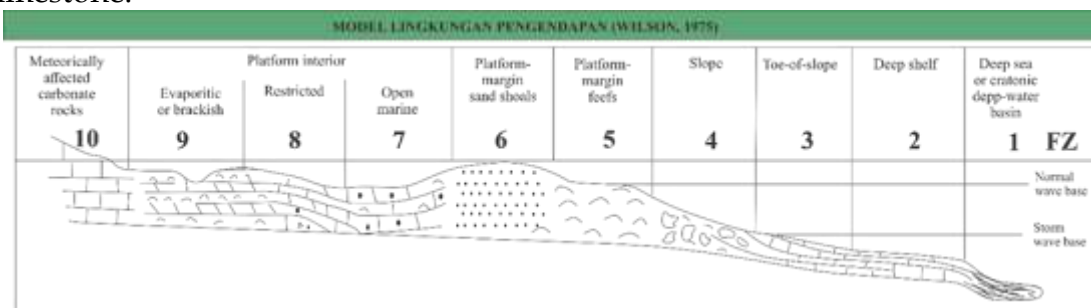 limestone.
MODEL LINGKUNGAN PENGENDAPAN (WILSON, 1975)
Meteorically
affected
carbonate
rocks
10
Platform interior
Evaporitic
or brackish
9
Restricted
8
Open
marine
7
Platform-
margin
sand shoals
6
Platform-
margin
feefs
5
Slope
4
Toe-of-slope
3
Deep shelf
2
Deep sea
or cratonic
depp-water
basin
1 FZ
Normal
wave base
Storm
wave base